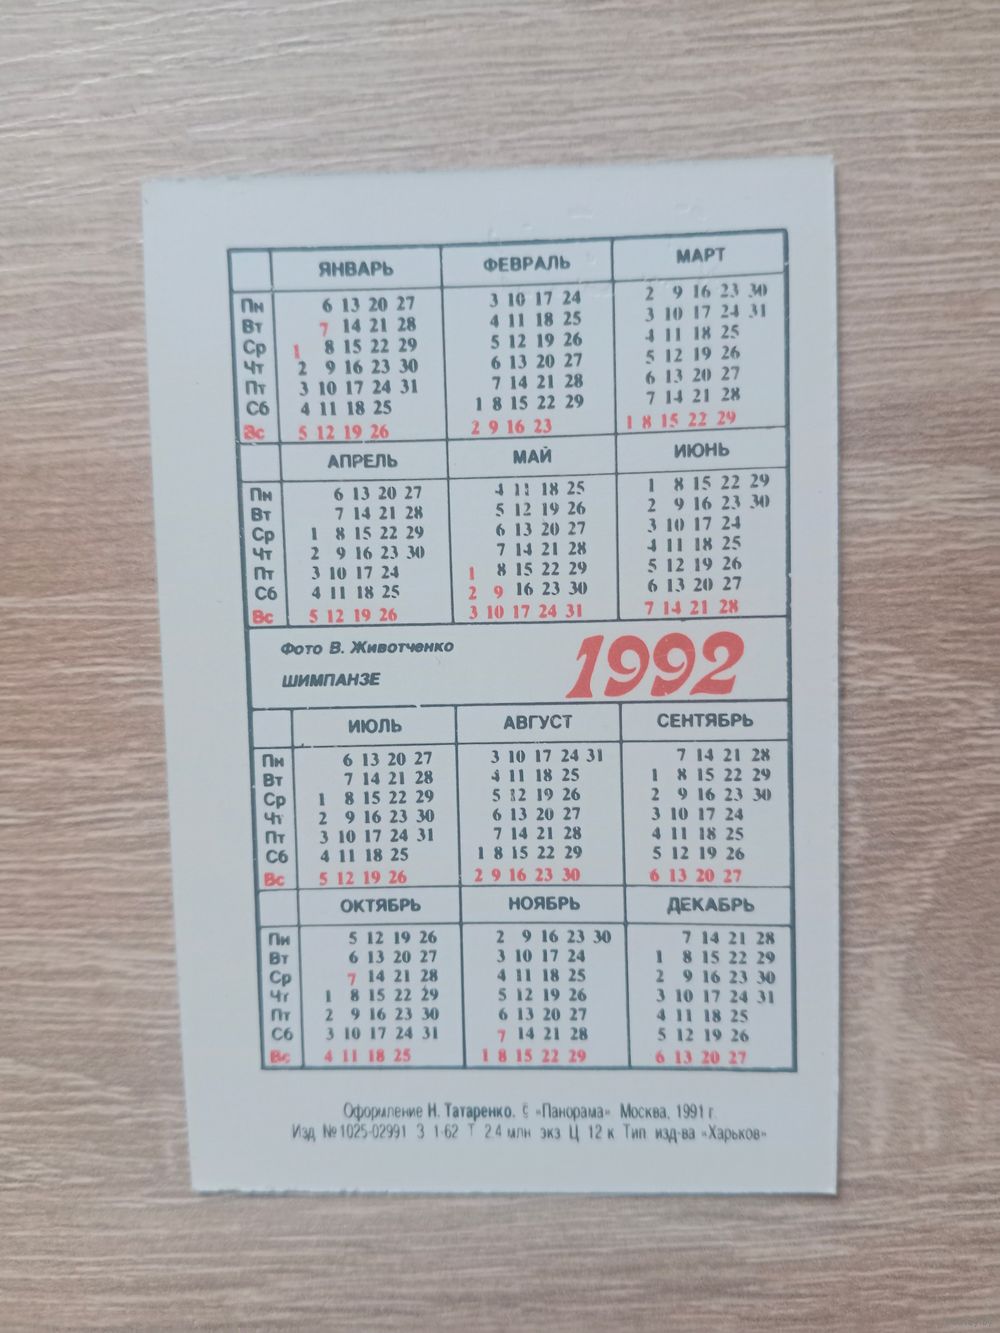 ЯНВАРЬ ФЕВРАЛЬ МАРТ
Пн 6 13 20 27 3 10 17 24 2 9 16 23 30
Вт 7 14 21 28 4 11 18 25 3 10 17 24 31
Ср 1 8 15 22 29 5 12 19 26 4 11 18 25
Чт 2 9 16 23 30 6 13 20 27 5 12 19 26
Пт 3 10 17 24 31 7 14 21 28 6 13 20 27
Сб 4 11 18 25 1 8 15 22 29 7 14 21 28
Вс 5 12 19 26 2 9 16 23 1 8 15 22 29
АПРЕЛЬ МАЙ ИЮНЬ
Пн 6 13 20 27 4 11 18 25 1 8 15 22 29
Вт 7 14 21 28 5 12 19 26 2 9 16 23 30
Ср 1 8 15 22 29 6 13 20 27 3 10 17 24
Чт 2 9 16 23 30 7 14 21 28 4 11 18 25
Пт 3 10 17 24 1 8 15 22 29 5 12 19 26
Сб 4 11 18 25 2 9 16 23 30 6 13 20 27
Вс 5 12 19 26 3 10 17 24 31 7 14 21 28
Фото В. Животченко
ШИМПАНЗЕ
1992
ИЮЛЬ АВГУСТ СЕНТЯБРЬ
Пн 6 13 20 27 3 10 17 24 31 7 14 21 28
Вт 7 14 21 28 4 11 18 25 1 8 15 22 29
Ср 1 8 15 22 29 5 12 19 26 2 9 16 23 30
Чт 2 9 16 23 30 6 13 20 27 3 10 17 24
Пт 3 10 17 24 31 7 14 21 28 4 11 18 25
Сб 4 11 18 25 1 8 15 22 29 5 12 19 26
Вс 5 12 19 26 2 9 16 23 30 6 13 20 27
ОКТЯБРЬ НОЯБРЬ ДЕКАБРЬ
Пн 5 12 19 26 2 9 16 23 30 7 14 21 28
Вт 6 13 20 27 3 10 17 24 1 8 15 22 29
Ср 7 14 21 28 4 11 18 25 2 9 16 23 30
Чт 1 8 15 22 29 5 12 19 26 3 10 17 24 31
Пт 2 9 16 23 30 6 13 20 27 4 11 18 25
Сб 3 10 17 24 31 7 14 21 28 5 12 19 26
Вс 4 11 18 25 1 8 15 22 29 6 13 20 27
Оформление Н. Татаренко. © «Панорама» Москва, 1991 г.
Изд №1025-02991 З 1-62 Т 2.4 млн экз Ц 12 к Тип изд-ва «Харьков»